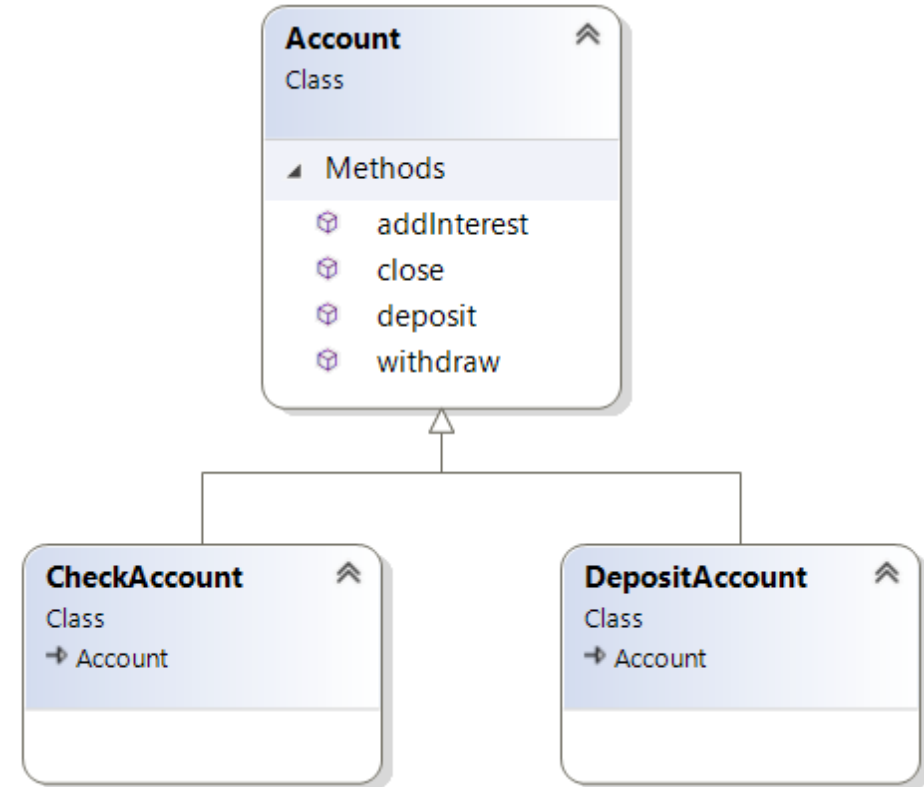 Account
Class
Methods
addInterest
close
deposit
withdraw
CheckAccount
Class
Account
DepositAccount
Class
Account